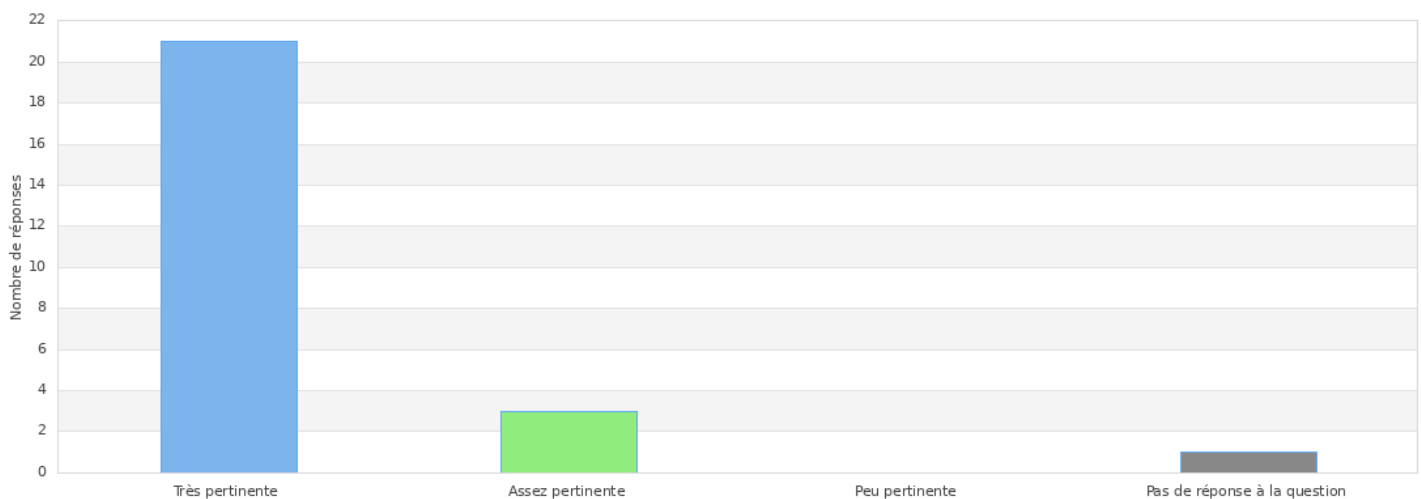 22
20
18
16
14
12
10
8
6
4
2
0
Nombre de réponses
Très pertinente
Assez pertinente
Peu pertinente
Pas de réponse à la question